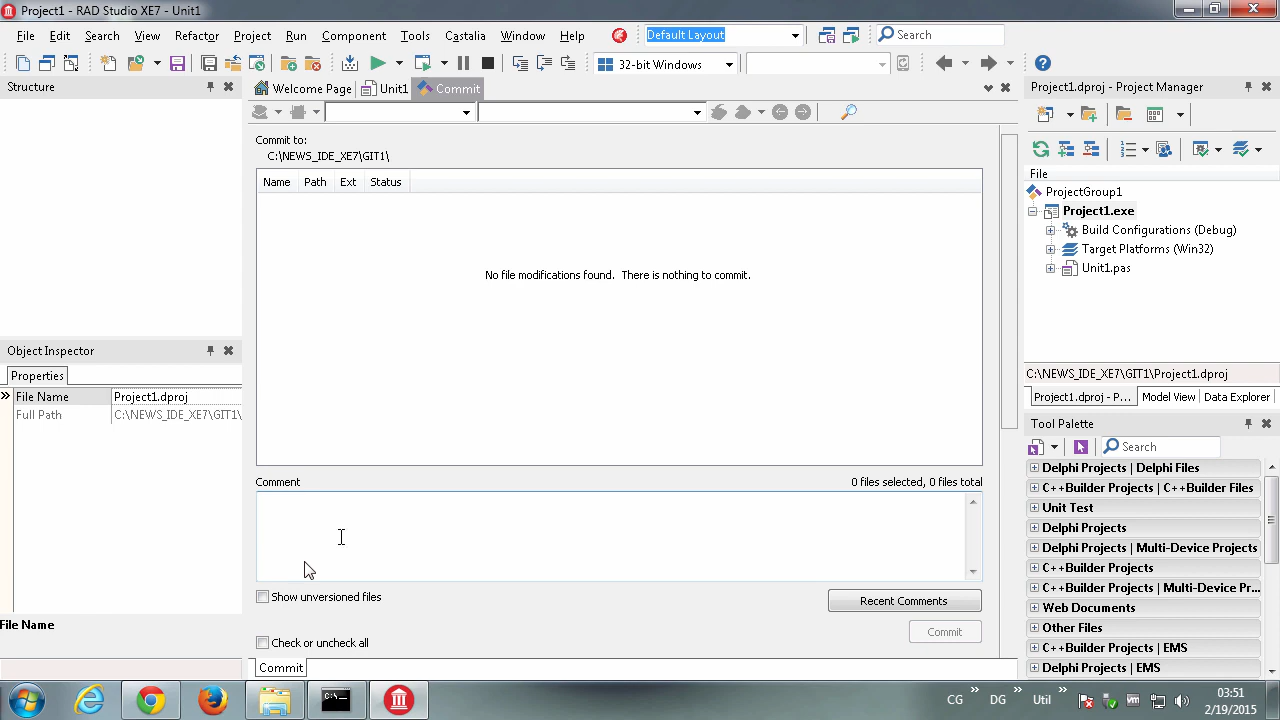 Project1 - RAD Studio XE7 - Unit1
File Edit Search View Refactor Project Run Component Tools Castalia Window Help
Default Layout
Search
32-bit Windows
Structure
Welcome Page
Unit1
Commit
Project1.dproj - Project Manager
Commit to:
C:\NEWS_IDE_XE7\GIT1\
Name Path Ext Status
No file modifications found. There is nothing to commit.
File
ProjectGroup1
Project1.exe
Build Configurations (Debug)
Target Platforms (Win32)
Unit1.pas
Object Inspector
Properties
File Name Project1.dproj
Full Path C:\NEWS_IDE_XE7\GIT1\
C:\NEWS_IDE_XE7\GIT1\Project1.dproj
Project1.dproj - P... Model View Data Explorer
Tool Palette
Search
Delphi Projects | Delphi Files
C++Builder Projects | C++Builder Files
Unit Test
Delphi Projects
Delphi Projects | Multi-Device Projects
C++Builder Projects
C++Builder Projects | Multi-Device Pr...
Web Documents
Other Files
C++Builder Projects | EMS
Delphi Projects | EMS
Comment
0 files selected, 0 files total
Show unversioned files
Recent Comments
Commit
Check or uncheck all
Commit
File Name
CG » DG » Util »
03:51
2/19/2015